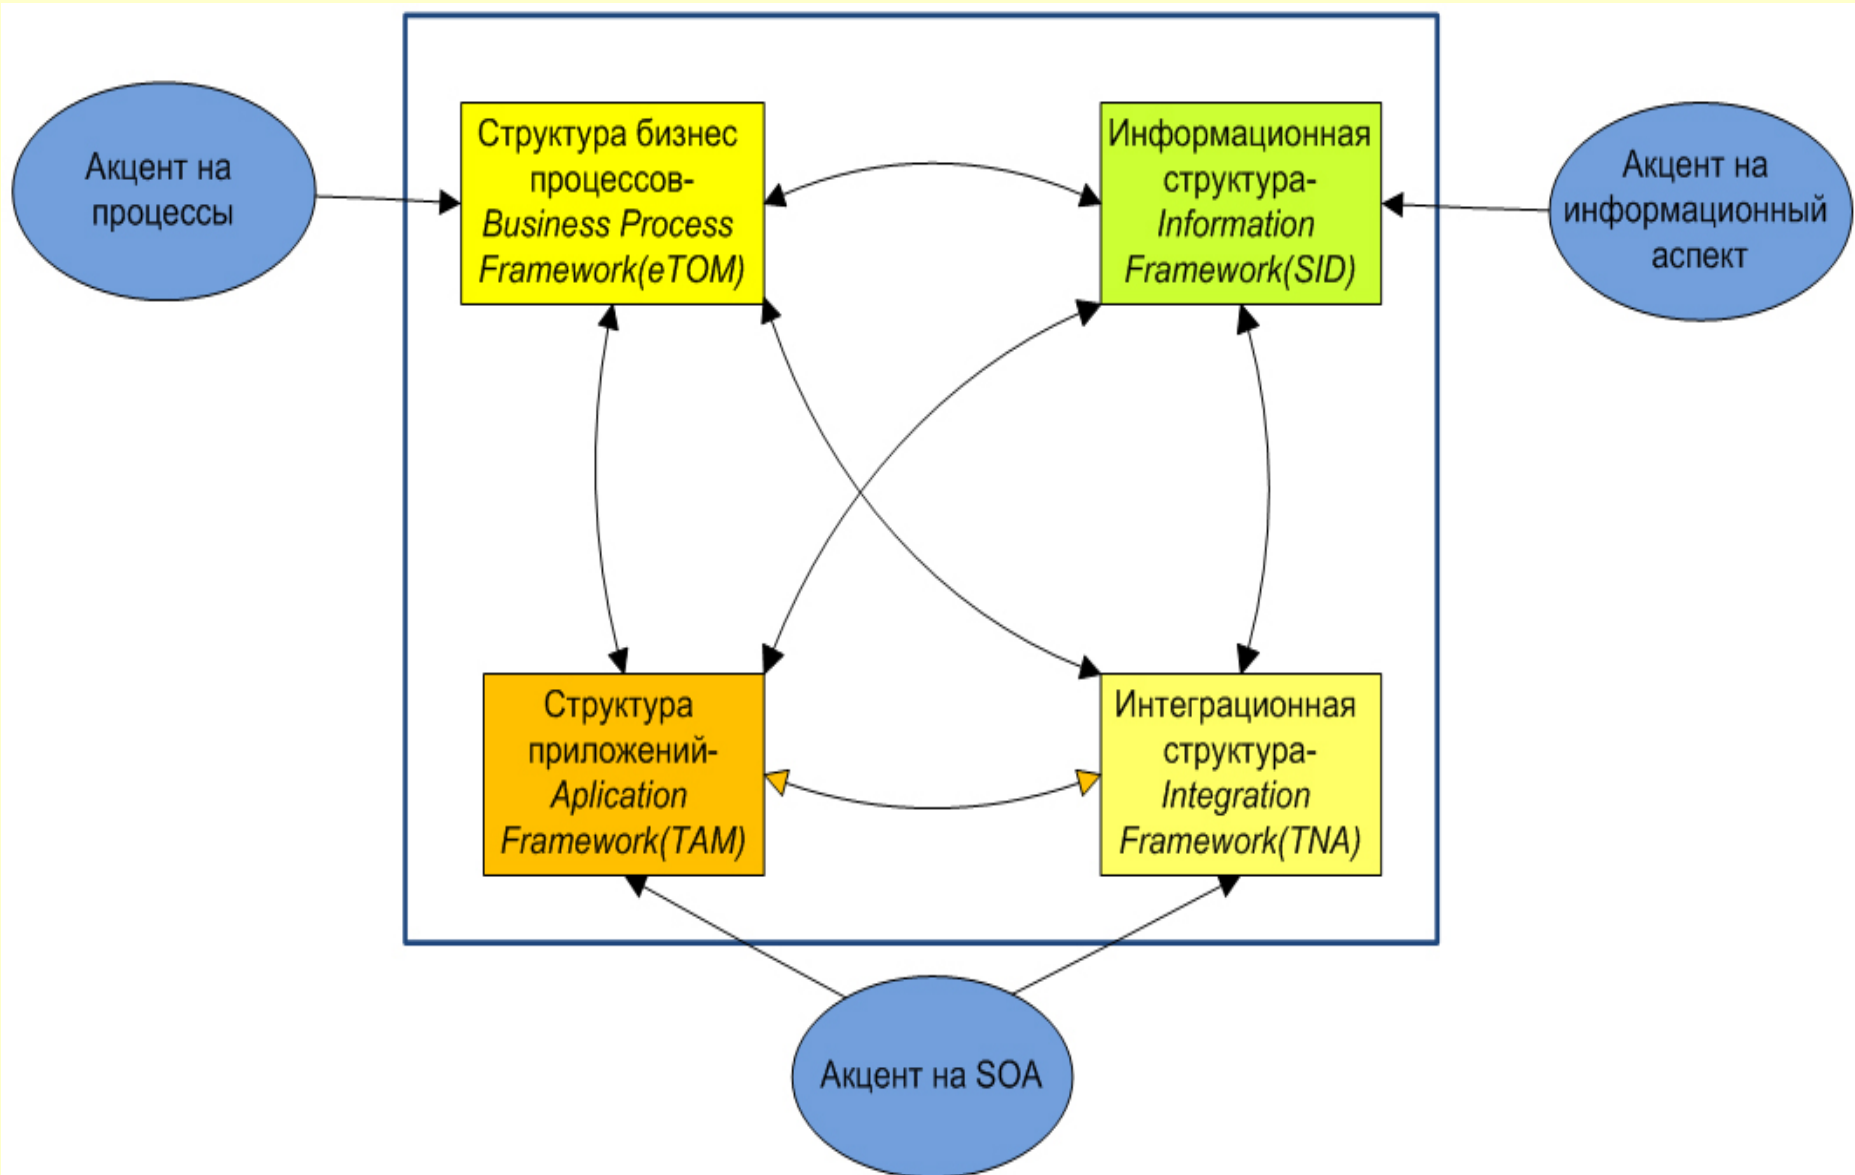 Акцент на
процессы
Структура бизнес
процессов-
Business Process
Framework(eTOM)
Информационная
структура-
Information
Framework(SID)
Акцент на
информационный
аспект
Структура
приложений-
Aplication
Framework(TAM)
Интеграционная
структура-
Integration
Framework(TNA)
Акцент на SOA